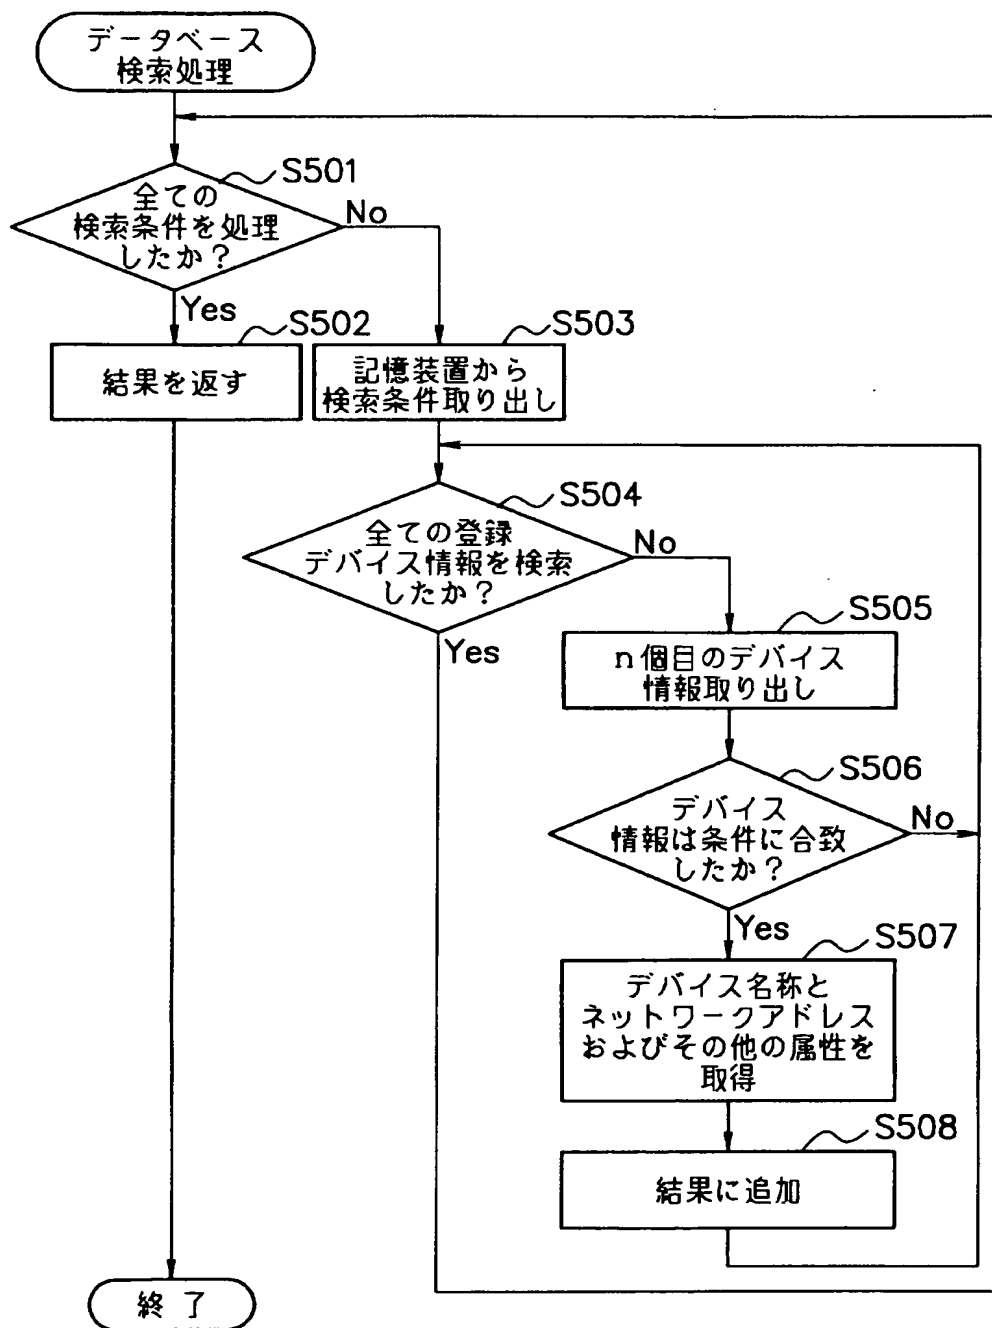 データベース
検索処理
S501
全ての
検索条件を処理
したか？
No
Yes
S502
結果を返す
S503
記憶装置から
検索条件取り出し
S504
全ての登録
デバイス情報を検索
したか？
No
Yes
S505
n個目のデバイス
情報取り出し
S506
デバイス
情報は条件に合致
したか？
No
Yes
S507
デバイス名称と
ネットワークアドレス
およびその他の属性を
取得
S508
結果に追加
終了